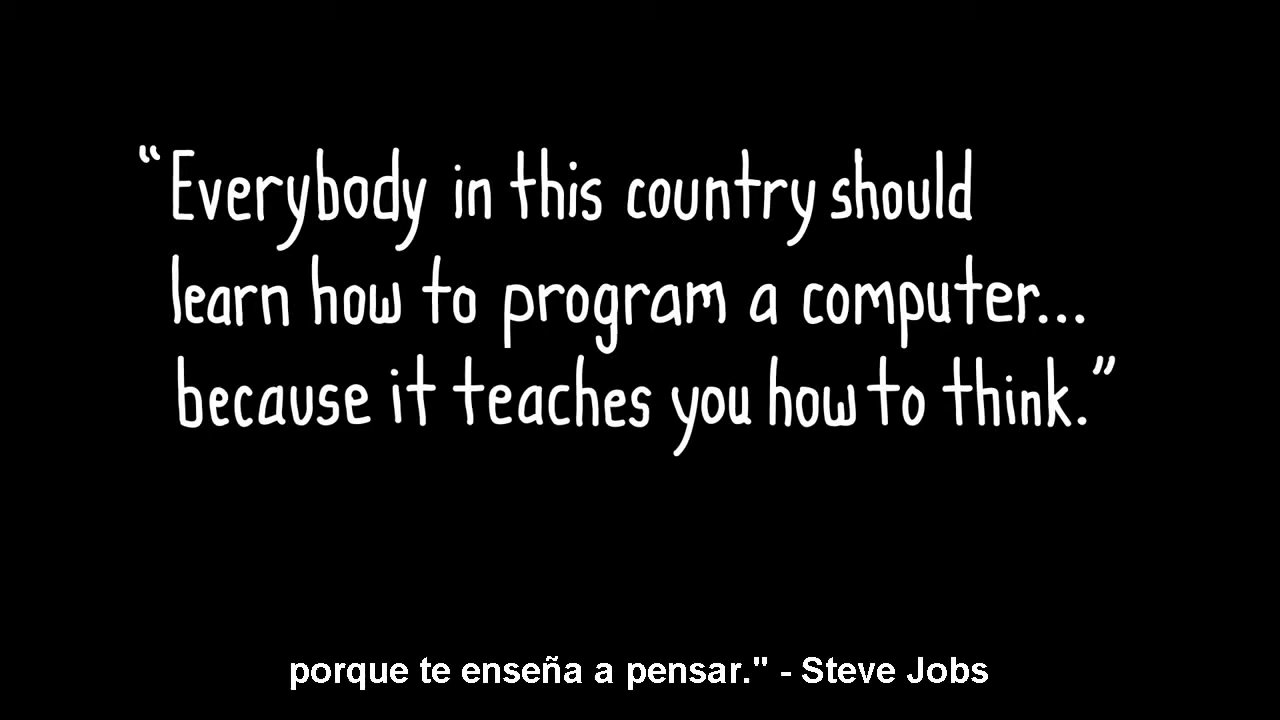 “Everybody in this country should
learn how to program a computer...
because it teaches you how to think.”
porque te enseña a pensar." - Steve Jobs